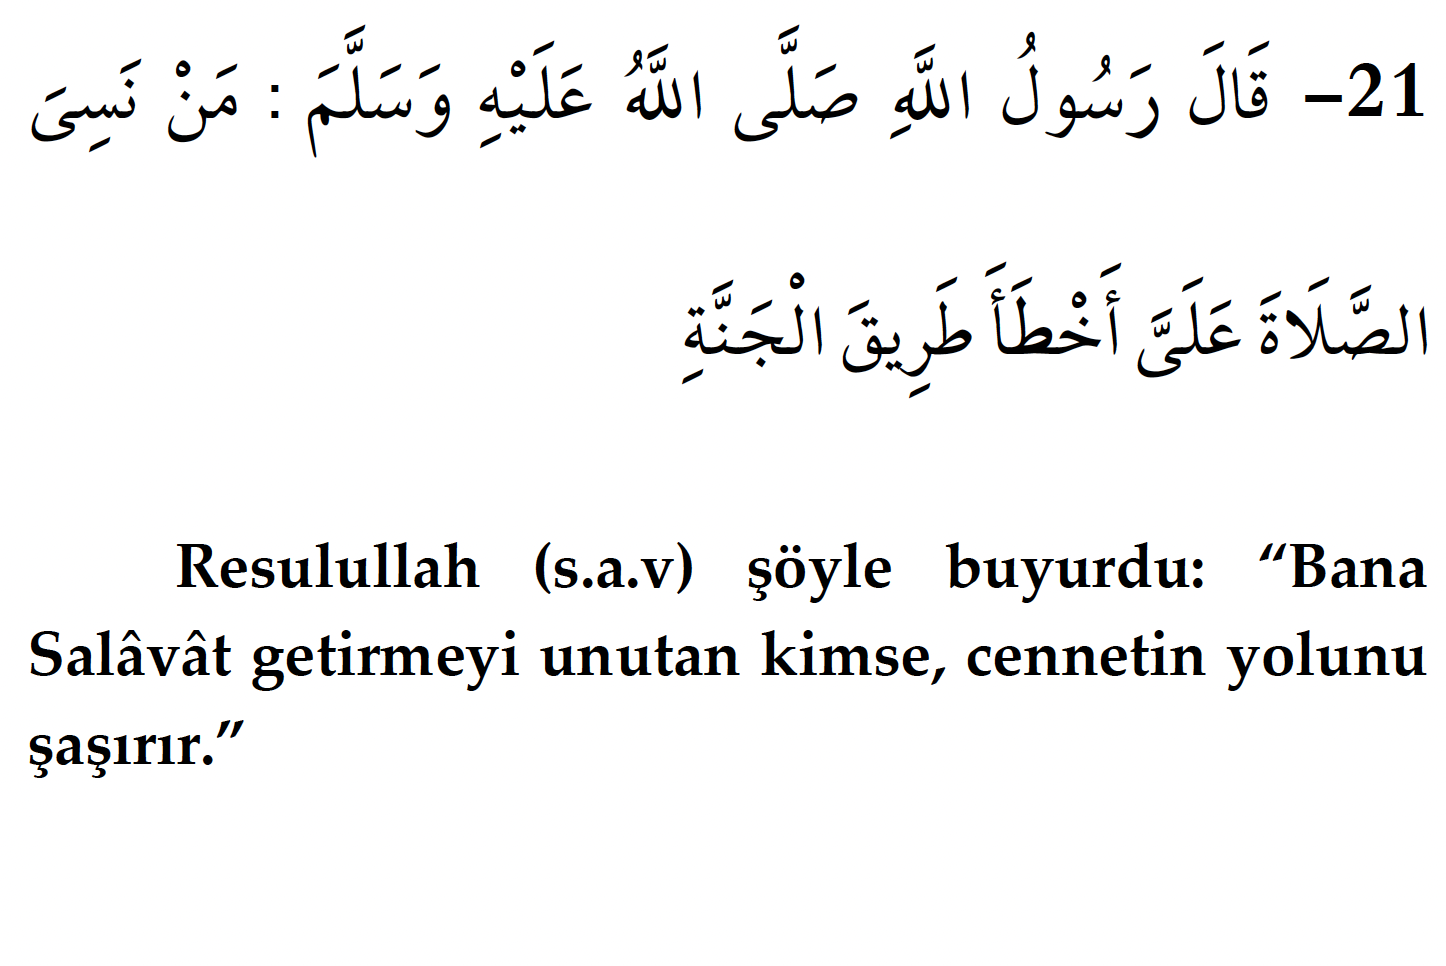 21– قَالَ رَسُولُ اللَّهِ صَلَّى اللَّهُ عَلَيْهِ وَسَلَّمَ : مَنْ نَسِىَ
الصَّلَاةَ عَلَىَّ أَخْطَأَ طَرِيقَ الْجَنَّةِ
Resulullah (s.a.v) şöyle buyurdu: “Bana
Salâvât getirmeyi unutan kimse, cennetin yolunu
şaşırır.”